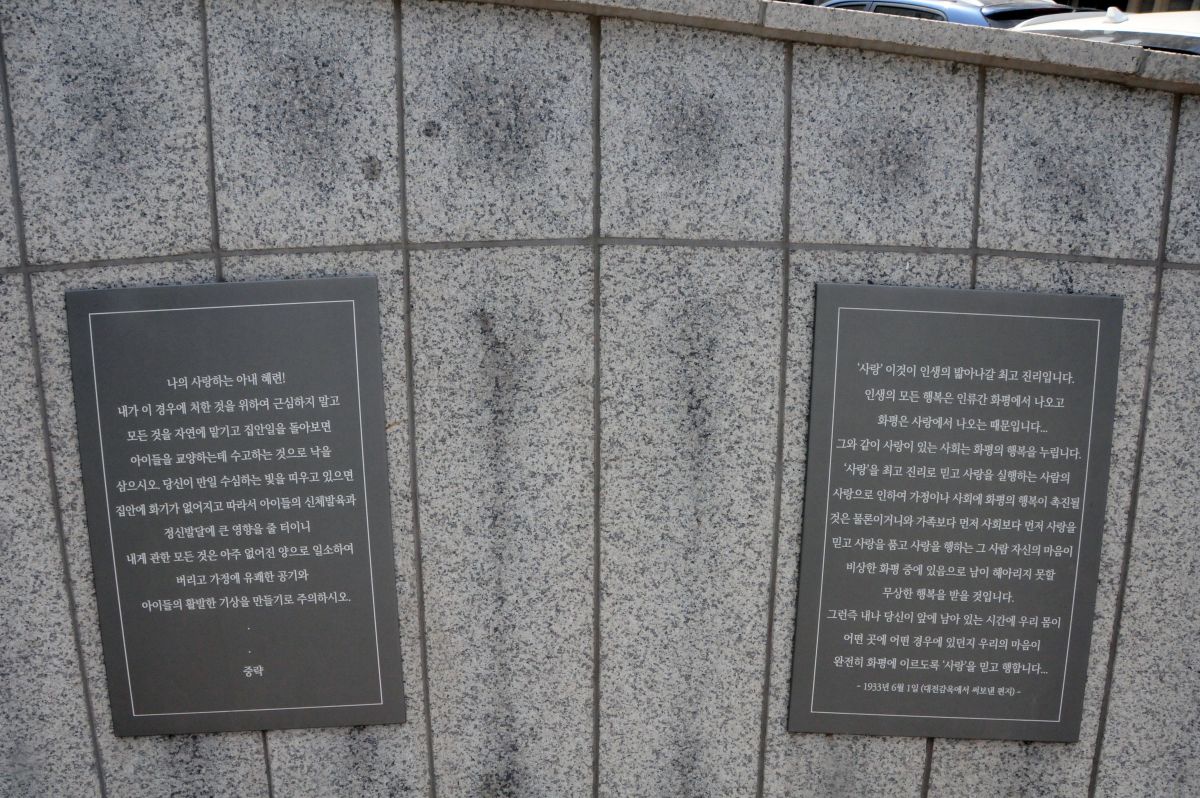 나의 사랑하는 아내 혜련!
내가 이 경우에 처한 것을 위하여 근심하지 말고
모든 것을 자연에 맡기고 집안일을 돌아보면
아이들을 교양하는데 수고하는 것으로 낙을
삼으시오. 당신이 만일 수심하는 빛을 띠우고 있으면
집안에 화기가 없어지고 따라서 아이들의 신체발육과
정신발달에 큰 영향을 줄 터이니
내게 관한 모든 것은 아주 없어진 양으로 일소하여
버리고 가정에 유쾌한 공기와
아이들의 활발한 기상을 만들기로 주의하시오.
.
.
중략
'사랑' 이것이 인생의 밟아나갈 최고 진리입니다.
인생의 모든 행복은 인류간 화평에서 나오고
화평은 사랑에서 나오는 때문입니다...
그와 같이 사랑이 있는 사회는 화평의 행복을 누립니다.
'사랑'을 최고 진리로 믿고 사랑을 실행하는 사람의
사랑으로 인하여 가정이나 사회에 화평의 행복이 촉진될
것은 물론이거니와 가족보다 먼저 사회보다 먼저 사랑을
믿고 사랑을 품고 사랑을 행하는 그 사람 자신의 마음이
비상한 화평 중에 있음으로 남이 헤아리지 못할
무상한 행복을 받을 것입니다.
그런즉 내나 당신이 앞에 남아 있는 시간에 우리 몸이
어떤 곳에 어떤 경우에 있던지 우리의 마음이
완전히 화평에 이르도록 '사랑'을 믿고 행합니다...
- 1933년 6월 1일 (대전감옥에서 써보낸 편지) -